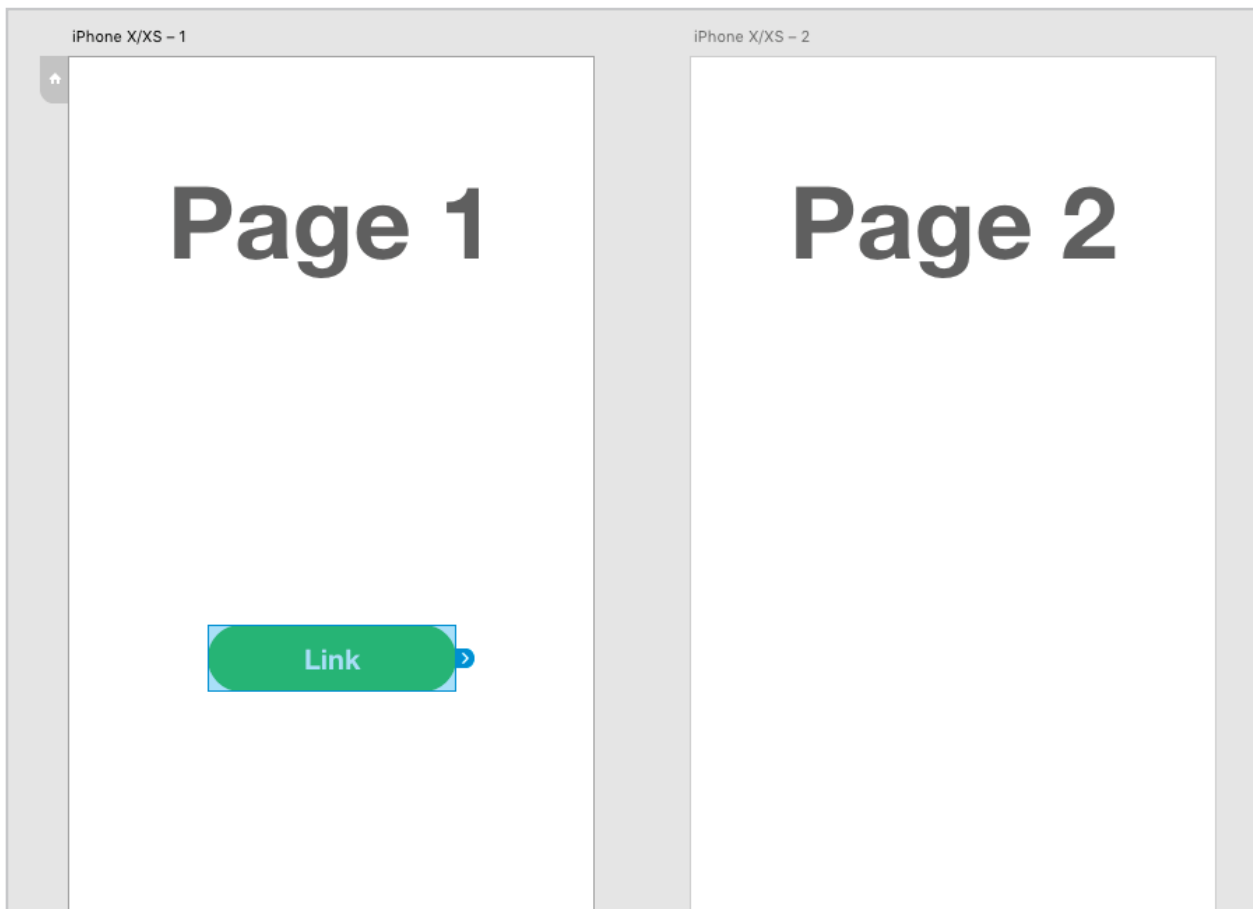 iPhone X/XS – 1
iPhone X/XS – 2
Page 1
Page 2
Link